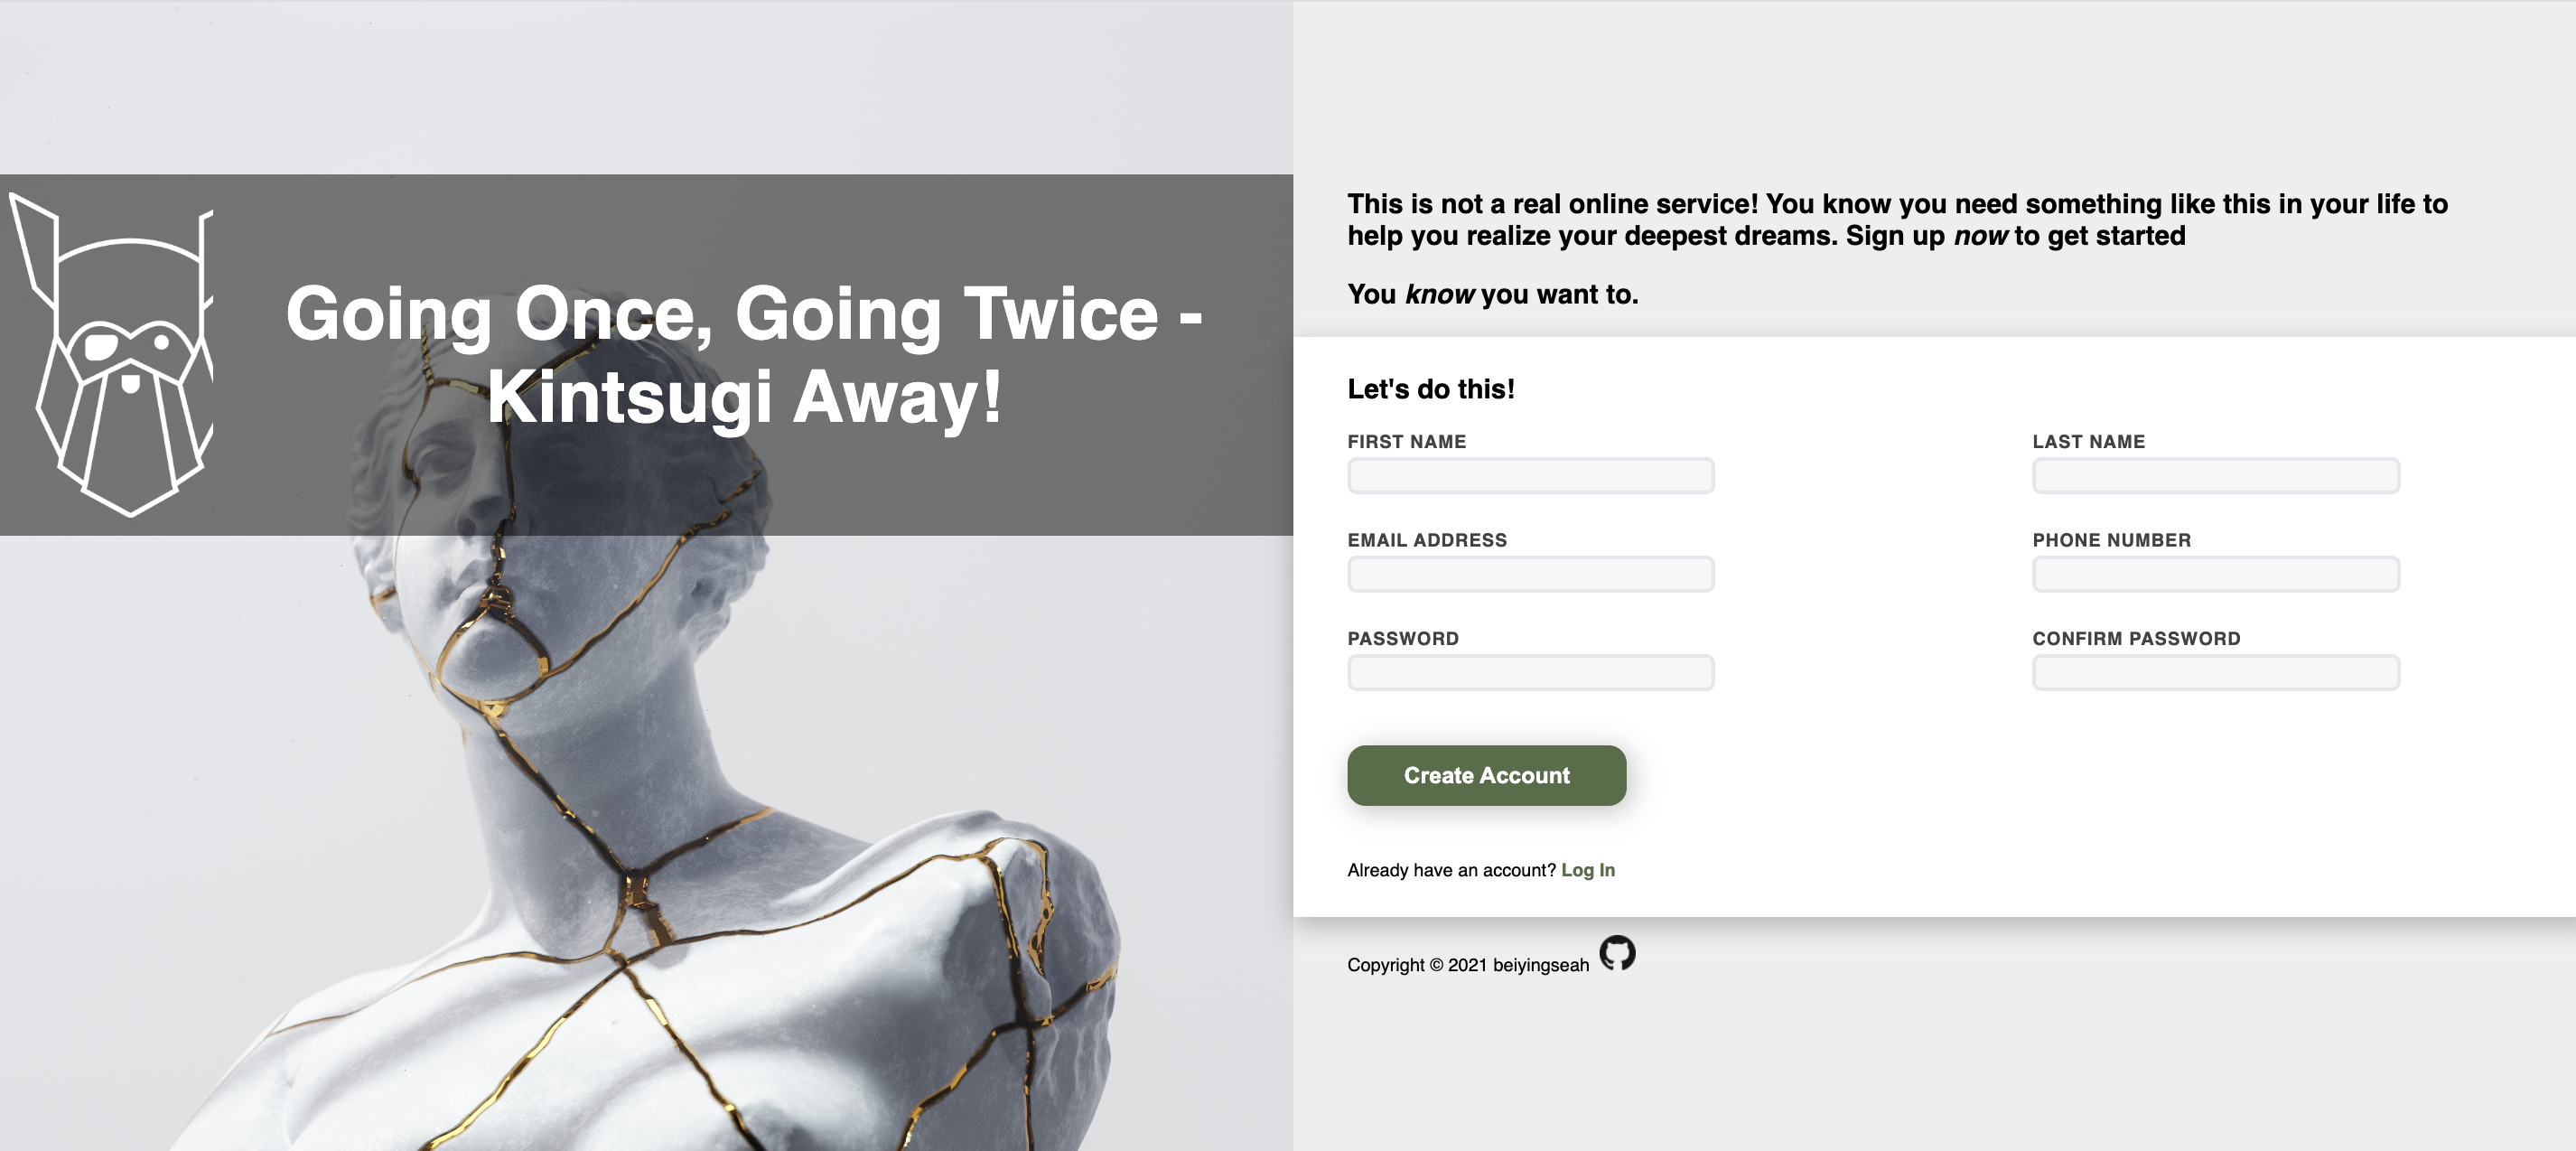 Going Once, Going Twice -
Kintsugi Away!
This is not a real online service! You know you need something like this in your life to
help you realize your deepest dreams. Sign up now to get started
You know you want to.
Let's do this!
FIRST NAME
LAST NAME
EMAIL ADDRESS
PHONE NUMBER
PASSWORD
CONFIRM PASSWORD
Create Account
Already have an account? Log In
Copyright © 2021 beiyingseah